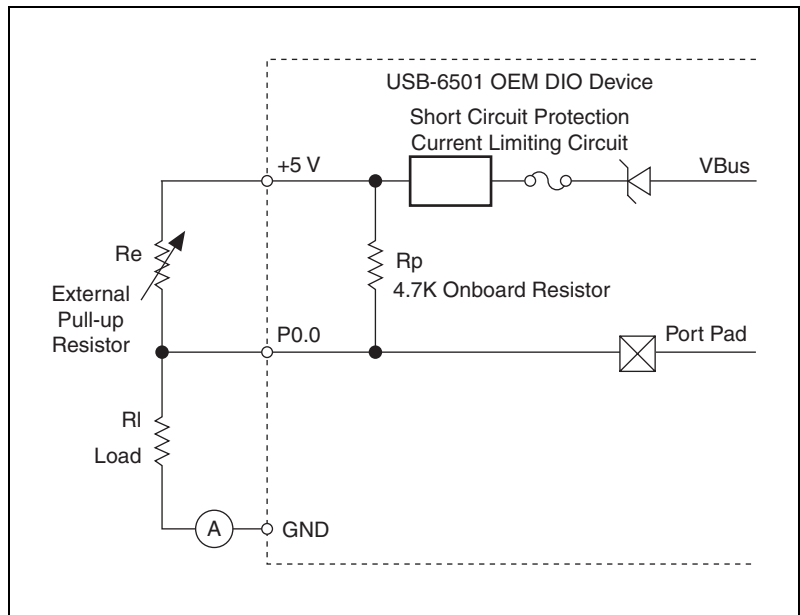 USB-6501 OEM DIO Device
Short Circuit Protection
Current Limiting Circuit
+5 V
VBus
Re
External
Pull-up
Resistor
Rp
4.7K Onboard Resistor
P0.0
Port Pad
Rl
Load
A
GND